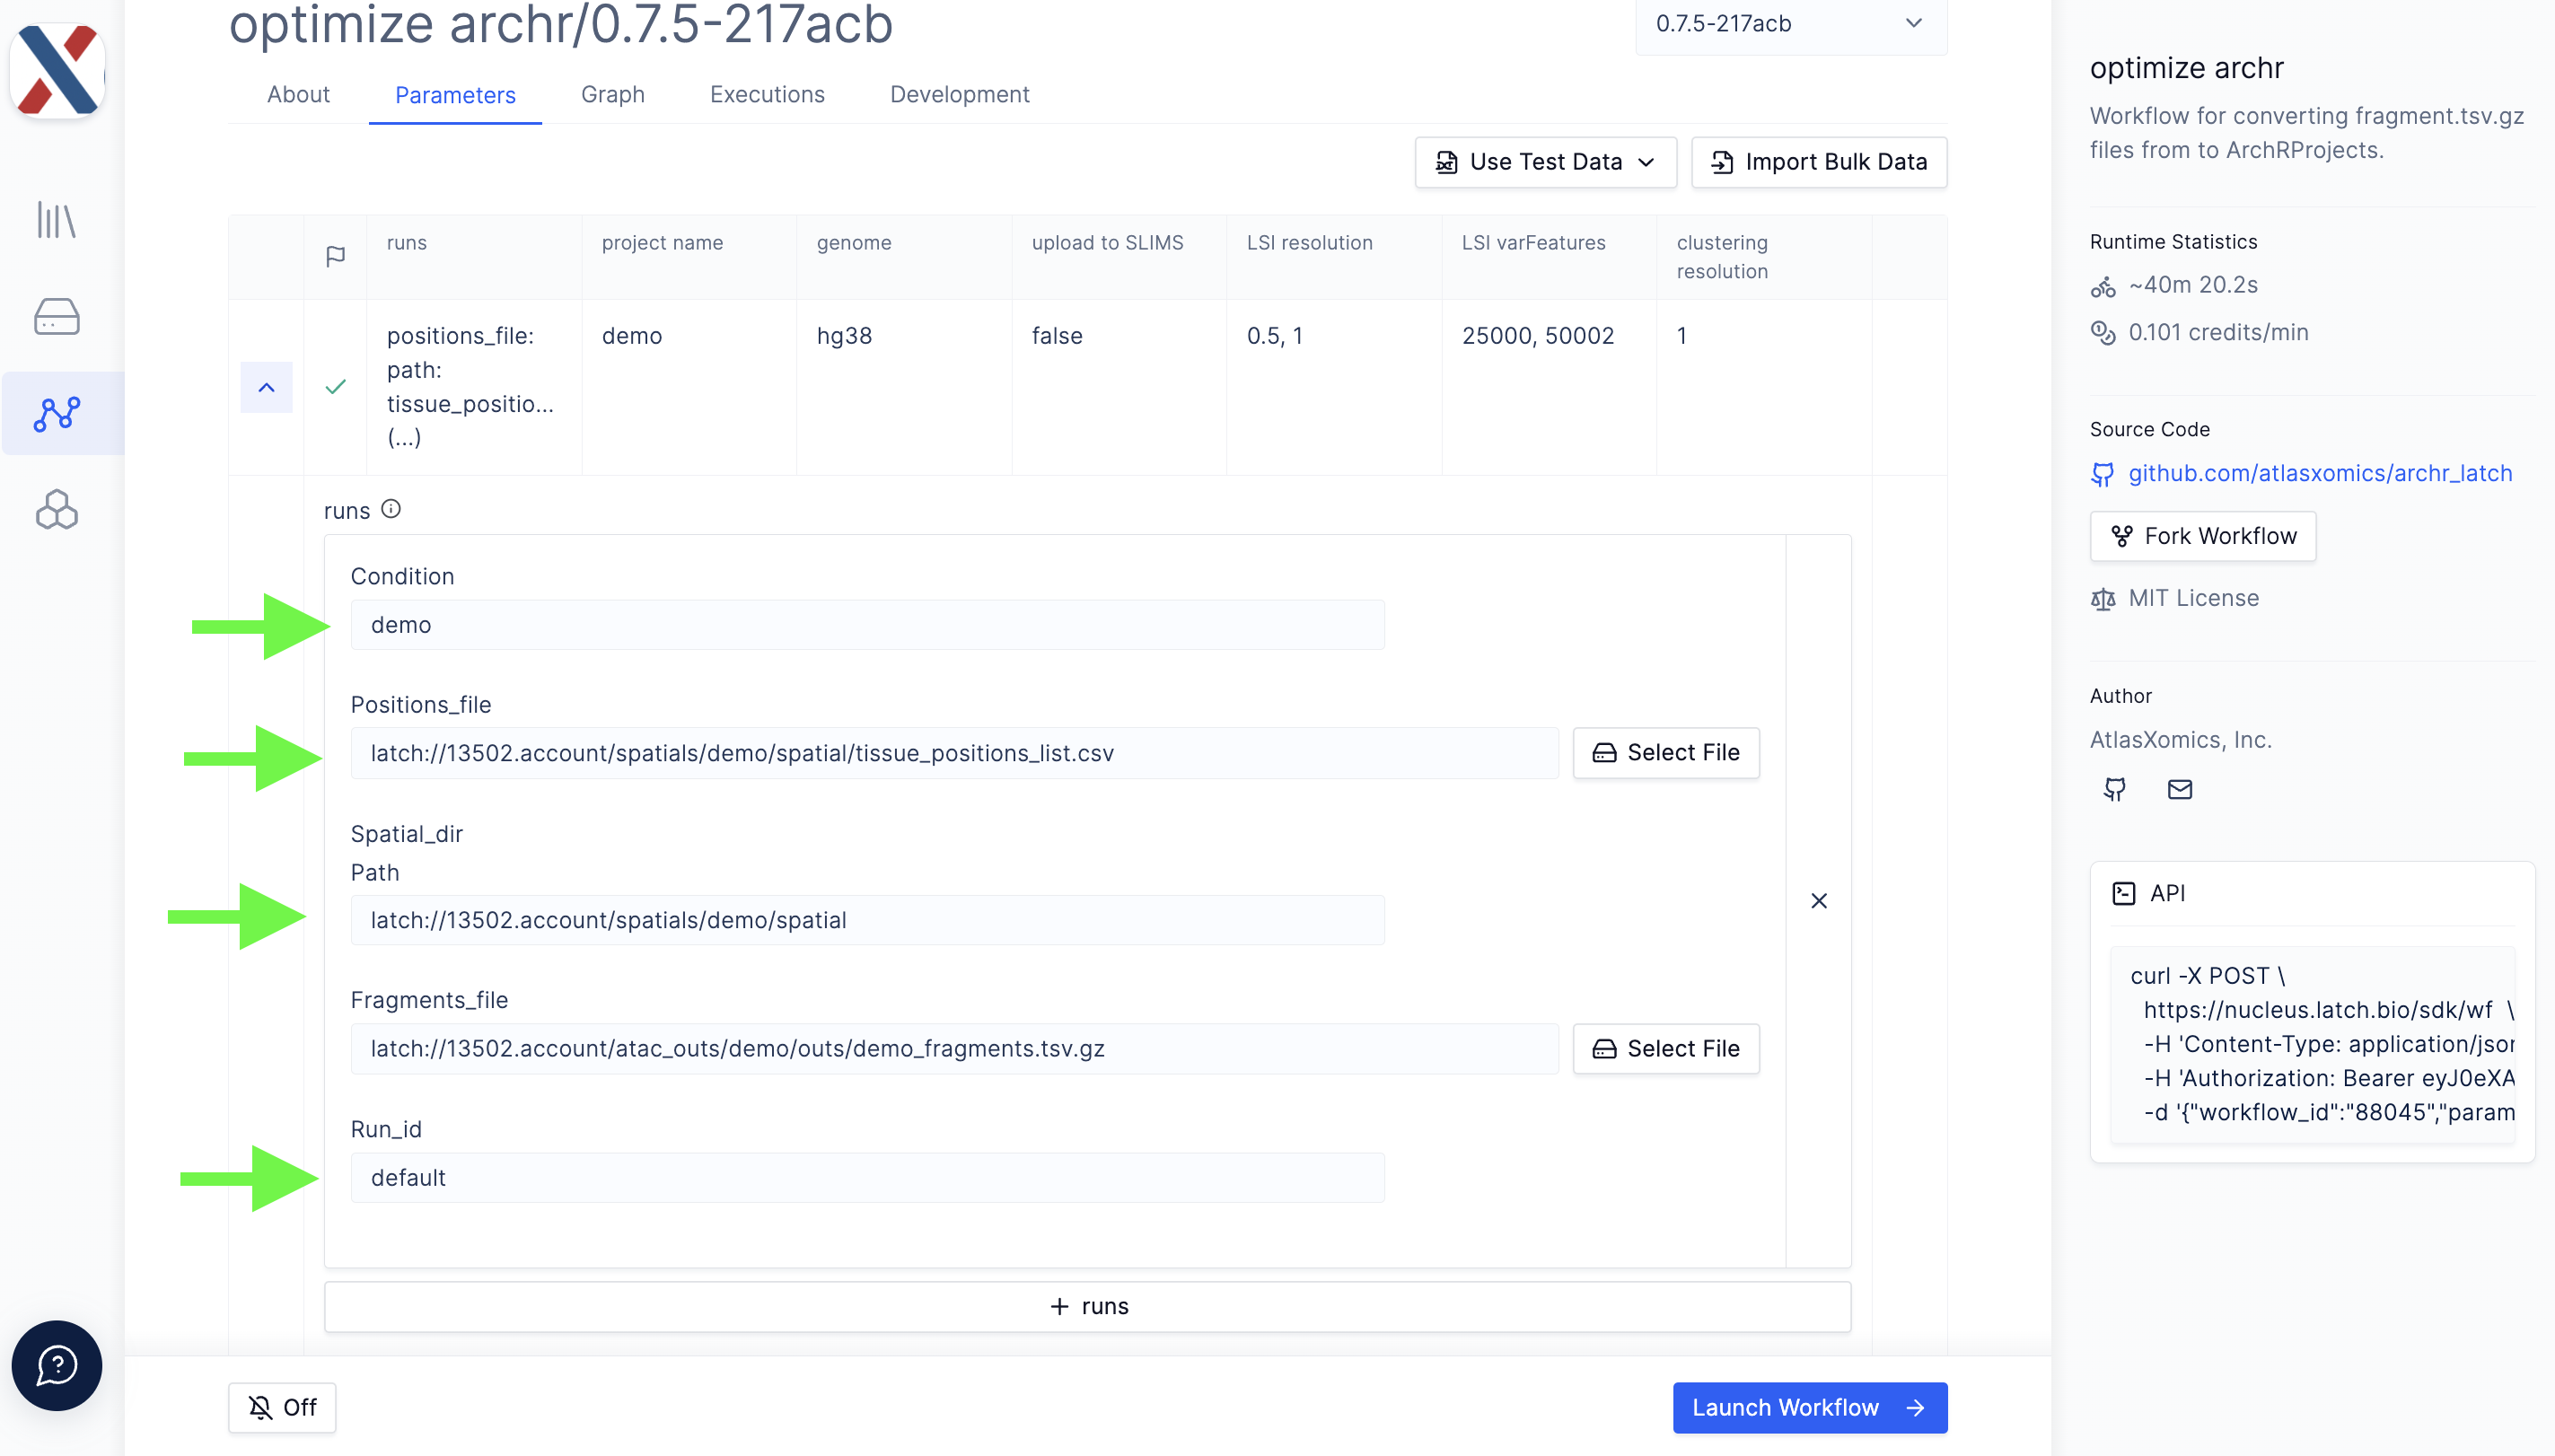 optimize archr/0.7.5-217acb
0.7.5-217acb
About
Parameters
Graph
Executions
Development
Use Test Data
Import Bulk Data
runs
project name
genome
upload to SLIMS
LSI resolution
LSI varFeatures
clustering
resolution
positions_file:
path:
tissue_positio...
(...)
demo
hg38
false
0.5, 1
25000, 50002
1
runs
Condition
demo
Positions_file
latch://13502.account/spatials/demo/spatial/tissue_positions_list.csv
Select File
Spatial_dir
Path
latch://13502.account/spatials/demo/spatial
Fragments_file
latch://13502.account/atac_outs/demo/outs/demo_fragments.tsv.gz
Select File
Run_id
default
+ runs
Off
Launch Workflow
optimize archr
Workflow for converting fragment.tsv.gz
files from to ArchRProjects.
Runtime Statistics
~40m 20.2s
0.101 credits/min
Source Code
github.com/atlasxomics/archr_latch
Fork Workflow
MIT License
Author
AtlasXomics, Inc.
API
curl -X POST \
https://nucleus.latch.bio/sdk/wf \
-H 'Content-Type: application/json
-H 'Authorization: Bearer eyJ0eXA
-d '{"workflow_id":"88045","param